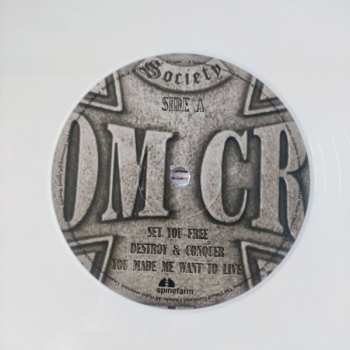 Society
SIDE A
OM CR
SET YOU FREE
DESTROY & CONQUER
YOU MADE ME WANT TO LIVE
spinefarm